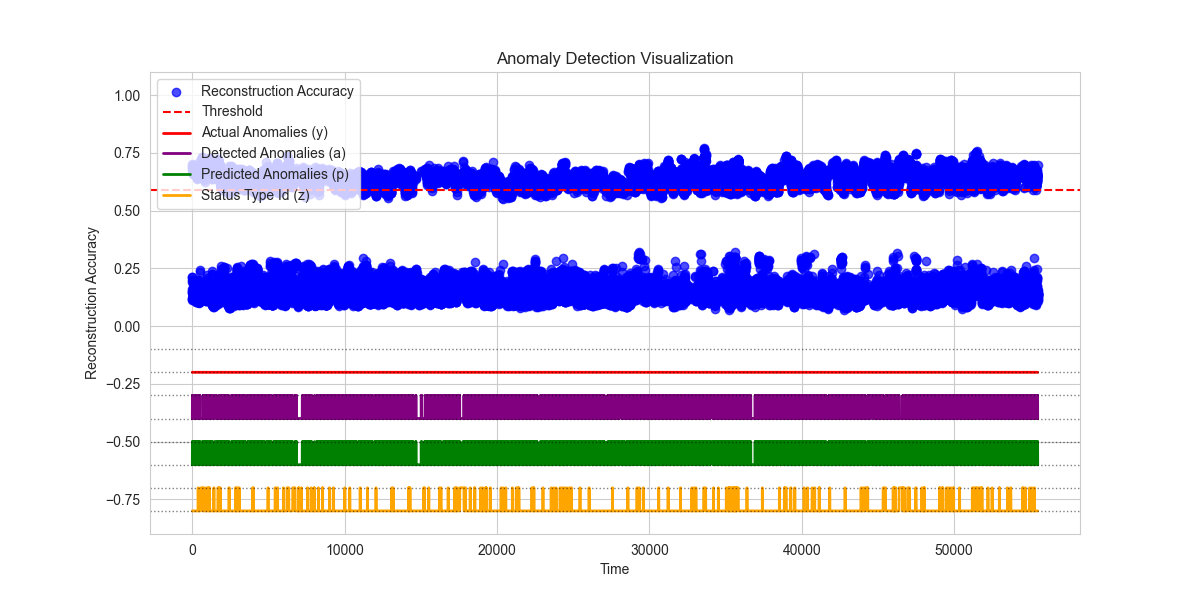 Anomaly Detection Visualization
Reconstruction Accuracy
Threshold
Actual Anomalies (y)
Detected Anomalies (a)
Predicted Anomalies (p)
Status Type Id (z)
Reconstruction Accuracy
1.00
0.75
0.50
0.25
0.00
−0.25
−0.50
−0.75
0
10000
20000
30000
40000
50000
Time